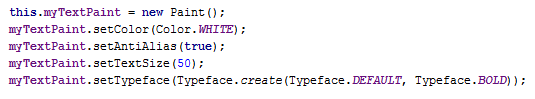 this.myTextPaint = new Paint();
myTextPaint.setColor(Color.WHITE);
myTextPaint.setAntiAlias(true);
myTextPaint.setTextSize(50);
myTextPaint.setTypeface(Typeface.create(Typeface.DEFAULT, Typeface.BOLD));